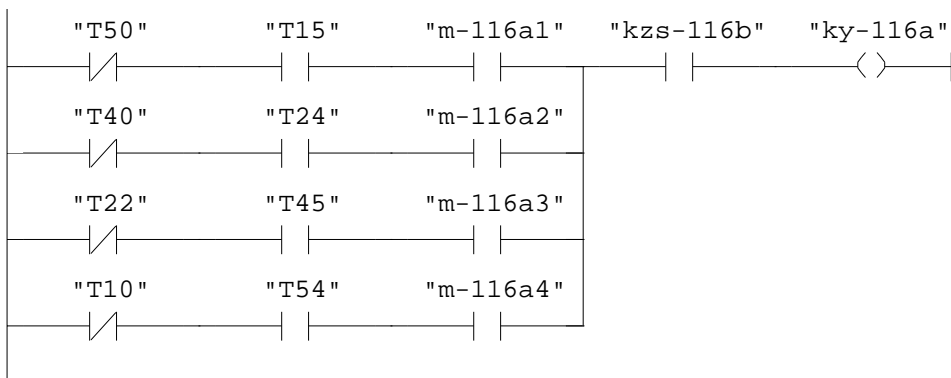 "T50" "T15" "m-116a1" "kzs-116b" "ky-116a"
"T40" "T24" "m-116a2"
"T22" "T45" "m-116a3"
"T10" "T54" "m-116a4"